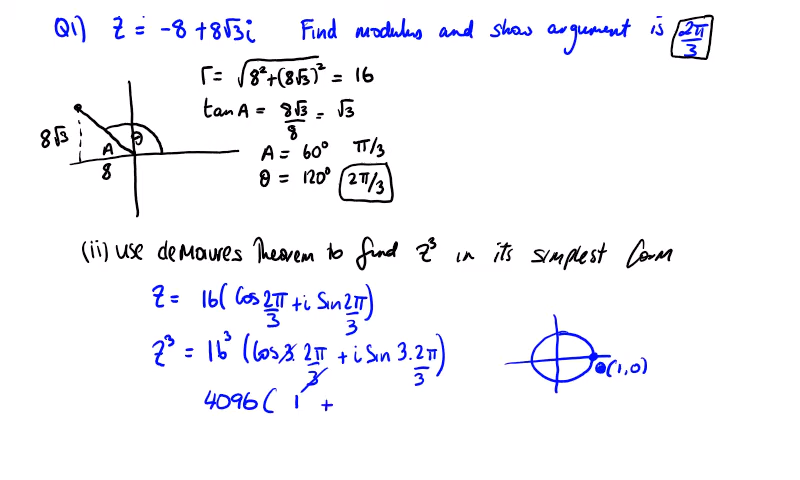 Q1) Z = -8 + 8√3i Find modulus and show argument is 2π/3
r = √(8² + (8√3)²) = 16
tan A = 8√3/8 = √3
A = 60° π/3
θ = 120° 2π/3
8√3
A
θ
8
(ii) use demoivres Theorem to find Z³ in its simplest form
Z = 16(Cos 2π/3 + i Sin 2π/3)
Z³ = 16³ (Cos 3. 2π/3 + i Sin 3. 2π/3)
(1,0)
4096 ( 1 +